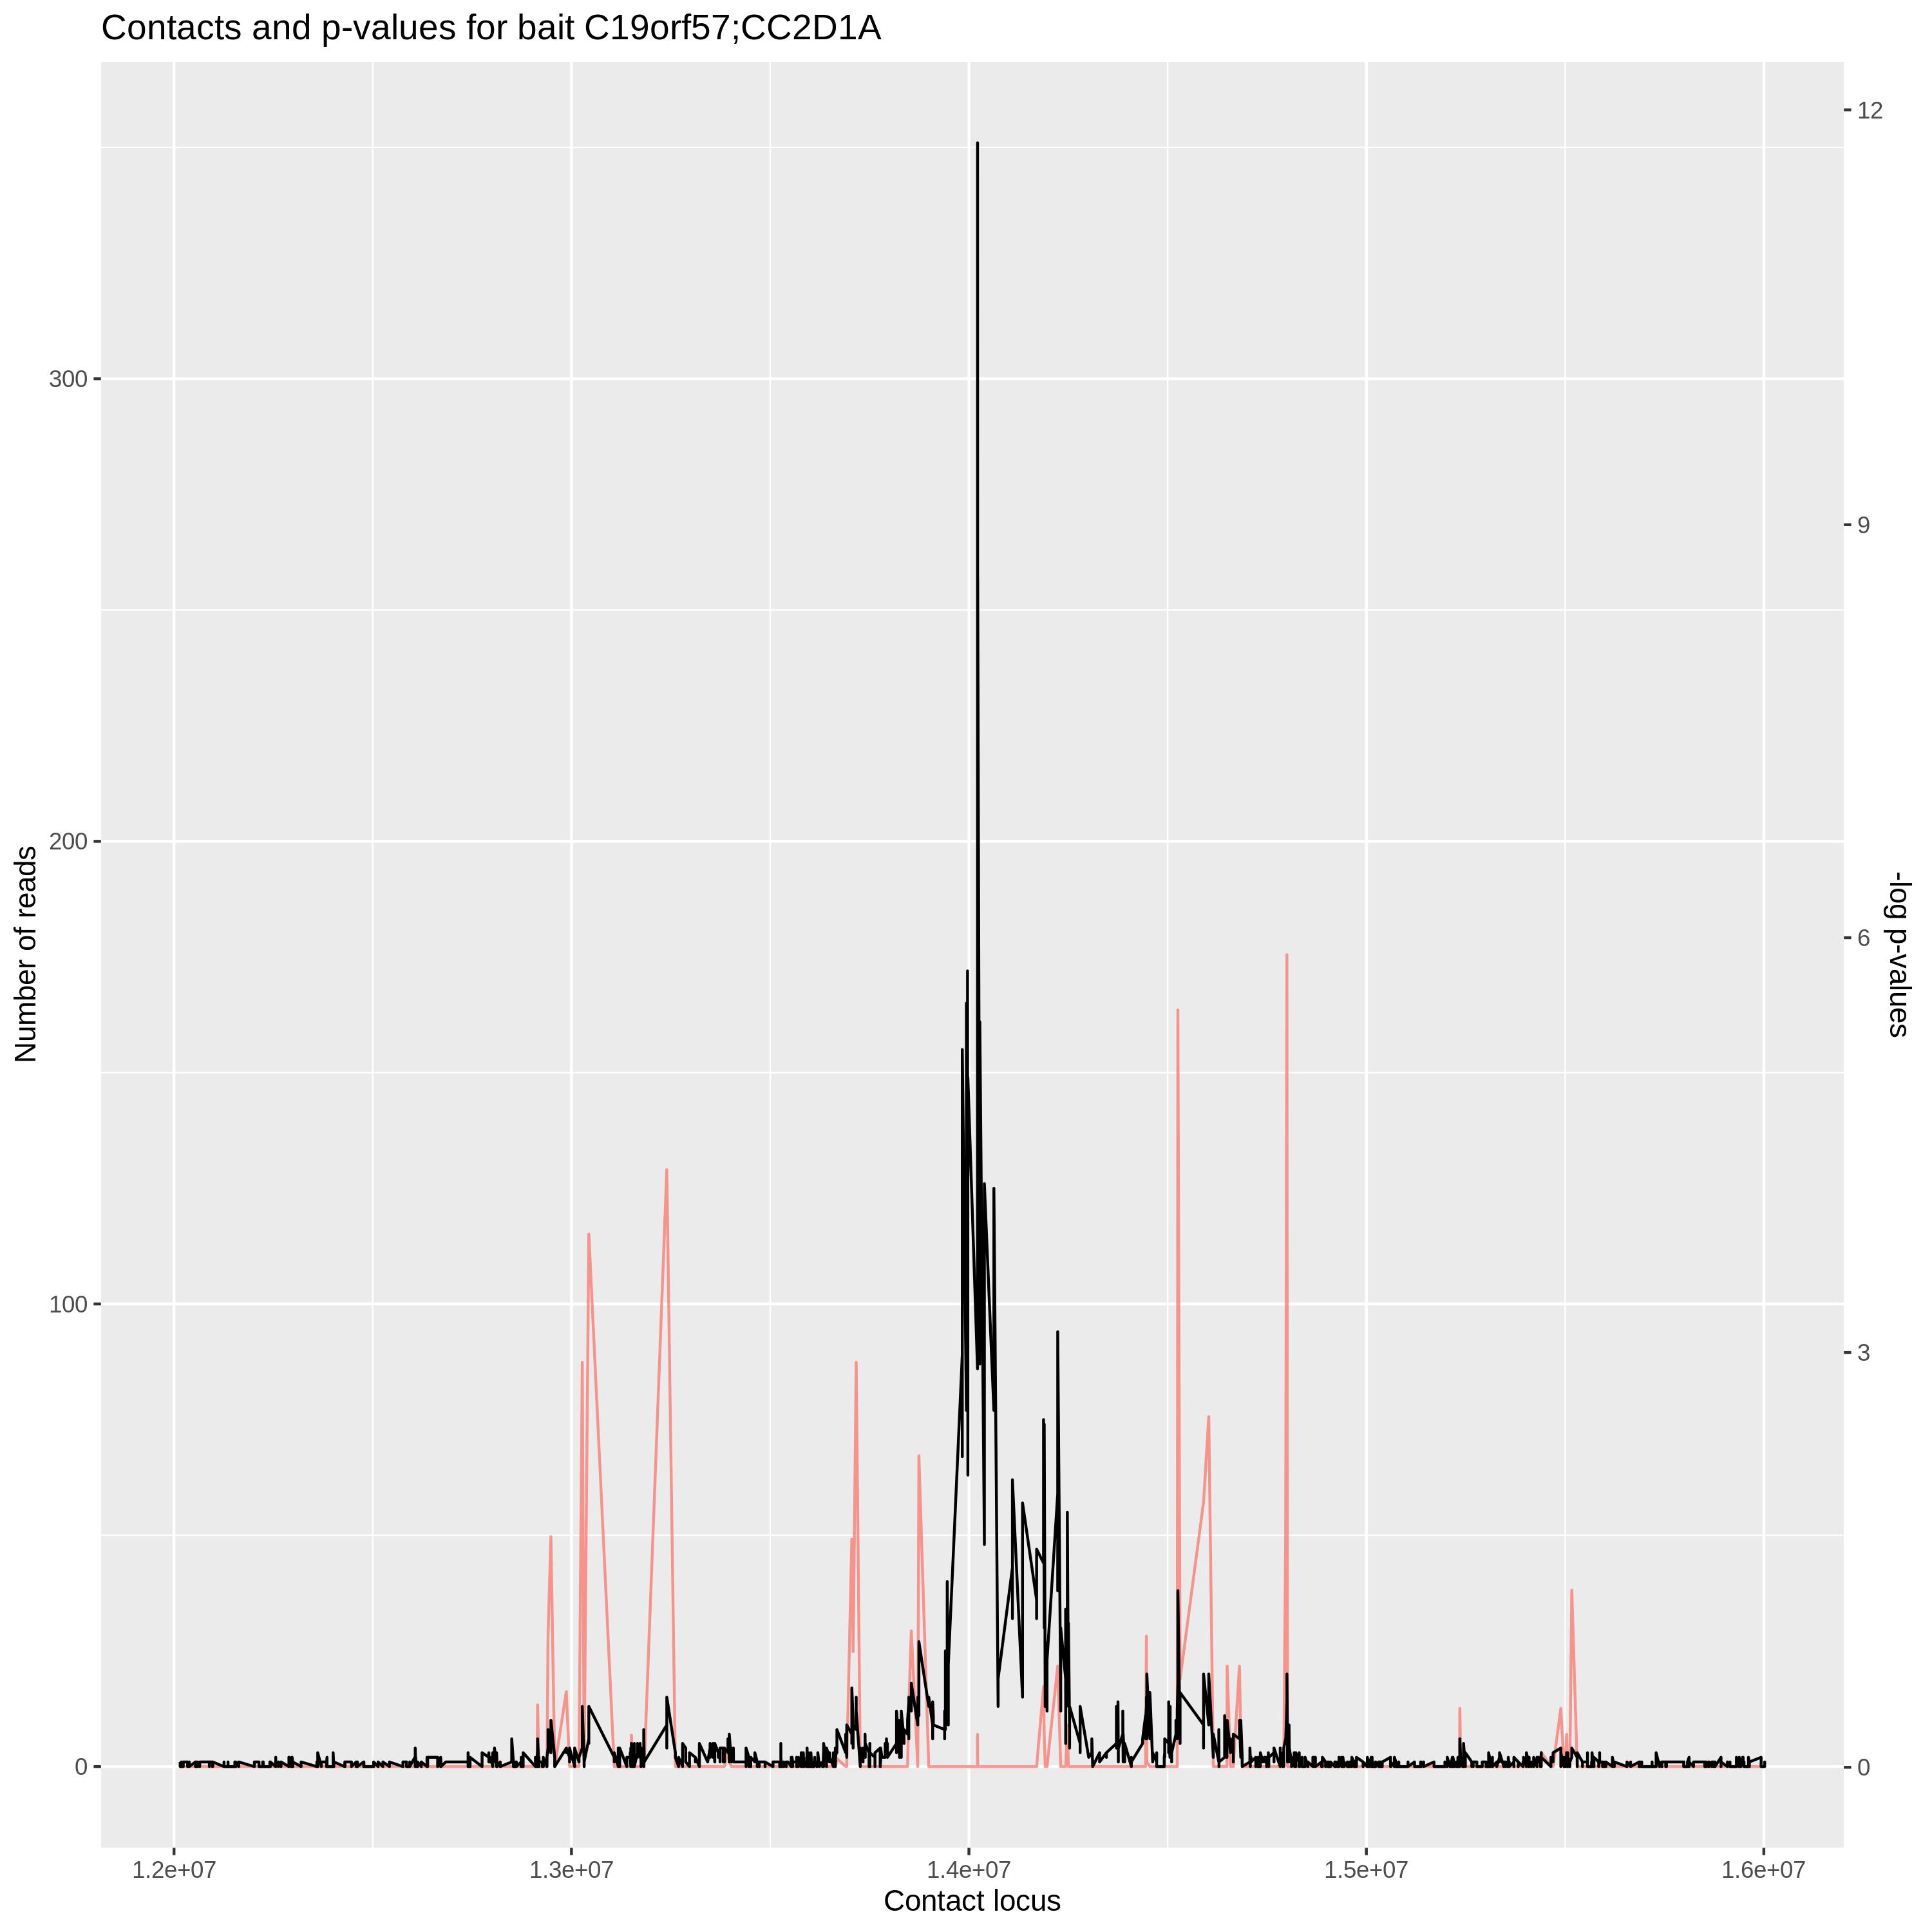 Contacts and p-values for bait C19orf57;CC2D1A
12
300
9
200
6
Number of reads
-log p-values
100
3
0
0
1.2e+07
1.3e+07
1.4e+07
1.5e+07
1.6e+07
Contact locus